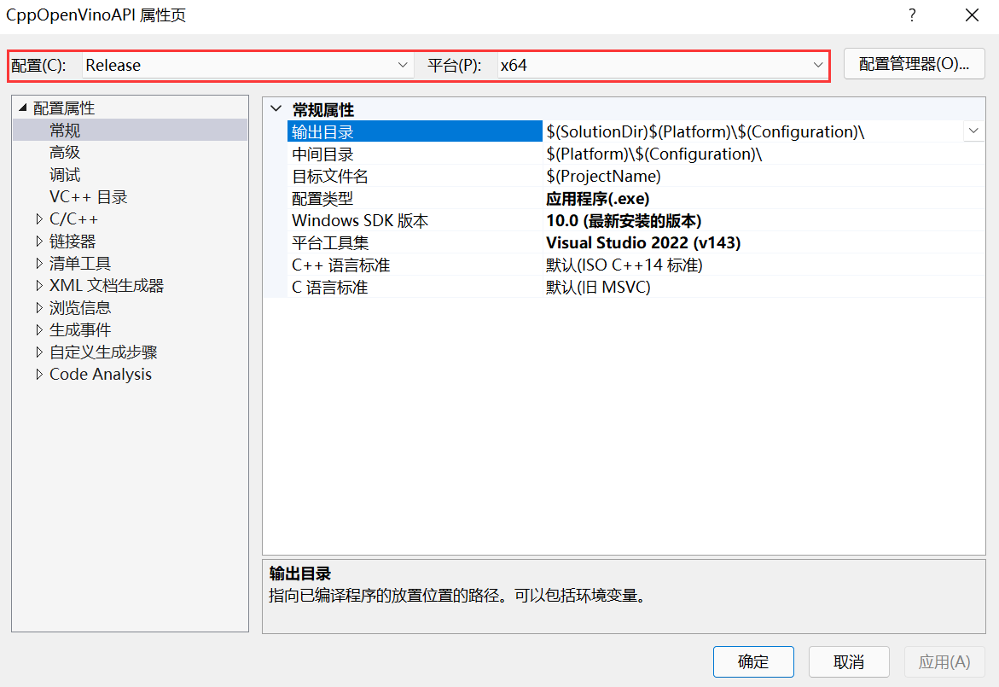 CppOpenVinoAPI 属性页
?
配置(C): Release 平台(P): x64 配置管理器(O)...
配置属性
常规
高级
调试
VC++ 目录
C/C++
链接器
清单工具
XML 文档生成器
浏览信息
生成事件
自定义生成步骤
Code Analysis
常规属性
输出目录 $(SolutionDir)$(Platform)\$(Configuration)\
中间目录 $(Platform)\$(Configuration)\
目标文件名 $(ProjectName)
配置类型 应用程序(.exe)
Windows SDK 版本 10.0 (最新安装的版本)
平台工具集 Visual Studio 2022 (v143)
C++ 语言标准 默认(ISO C++14 标准)
C 语言标准 默认(旧 MSVC)
输出目录
指向已编译程序的放置位置的路径。可以包括环境变量。
确定 取消 应用(A)